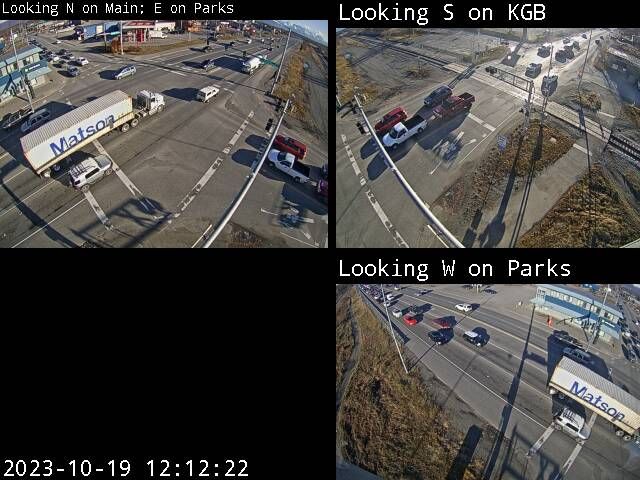 Looking N on Main; E on Parks
Looking S on KGB
Matson
Looking W on Parks
Matson
2023-10-19 12:12:22